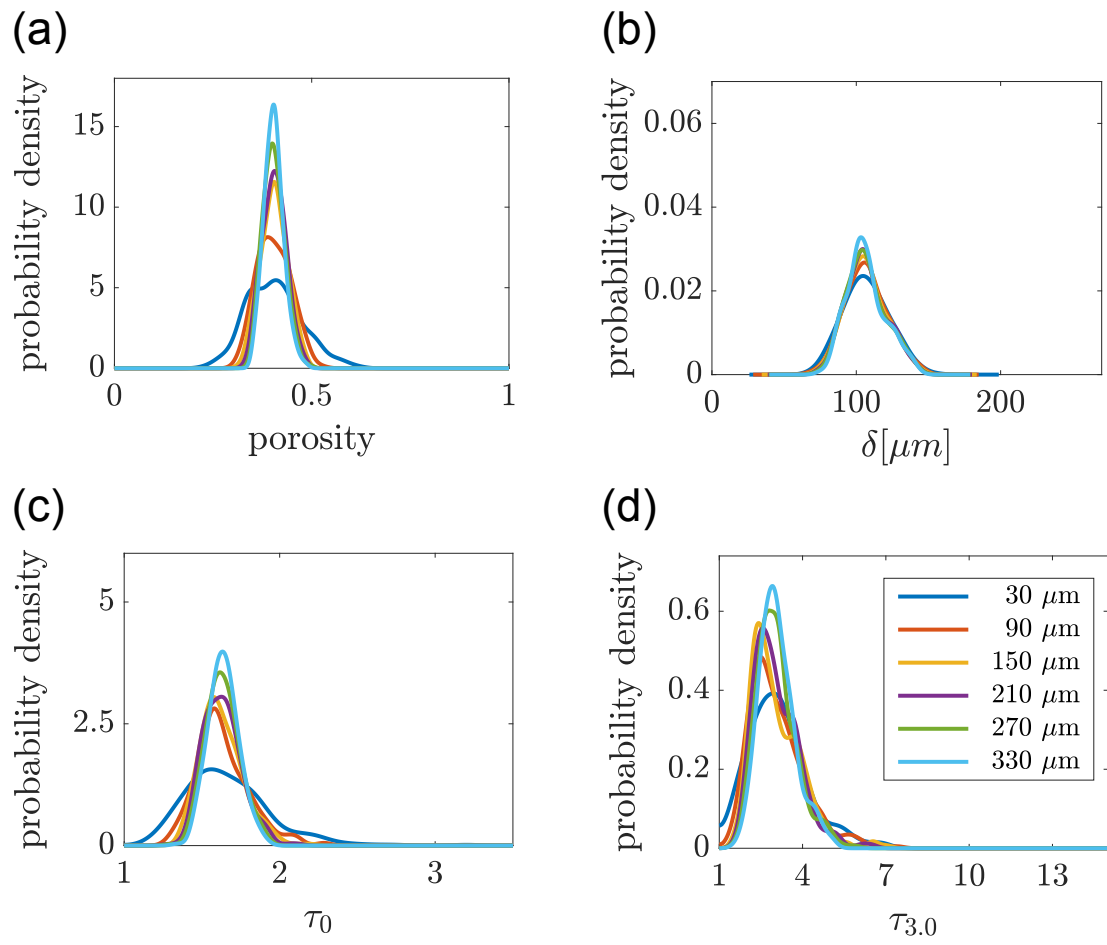 (a)
probability density
15
10
5
0
0
0.5
1
porosity
(b)
probability density
0.06
0.04
0.02
0
0
100
200
δ[μm]
(c)
probability density
5
2.5
0
1
2
3
τ₀
(d)
probability density
0.6
0.4
0.2
0
1
4
7
10
13
τ₃.₀
30 μm
90 μm
150 μm
210 μm
270 μm
330 μm